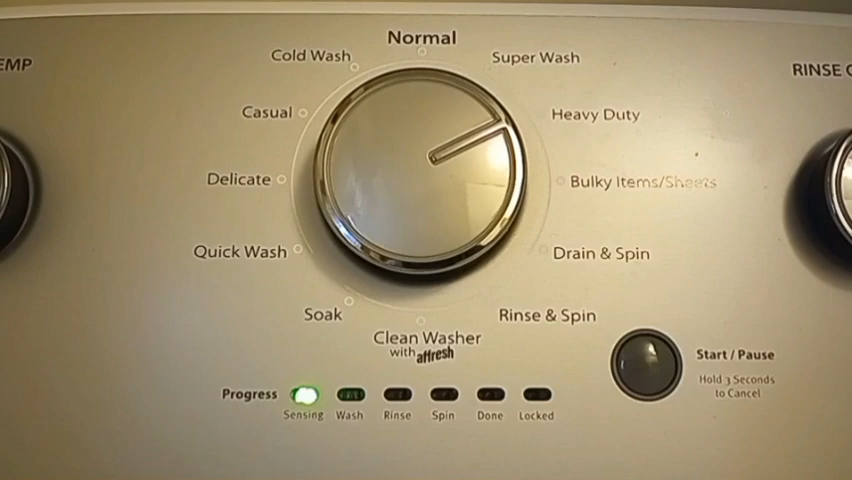 Normal
Cold Wash
Super Wash
EMP
RINSE
Casual
Heavy Duty
Delicate
Bulky Items/Sheets
Quick Wash
Drain & Spin
Soak
Rinse & Spin
Clean Washer
with affresh
Start / Pause
Hold 3 Seconds
to Cancel
Progress
Sensing Wash Rinse Spin Done Locked